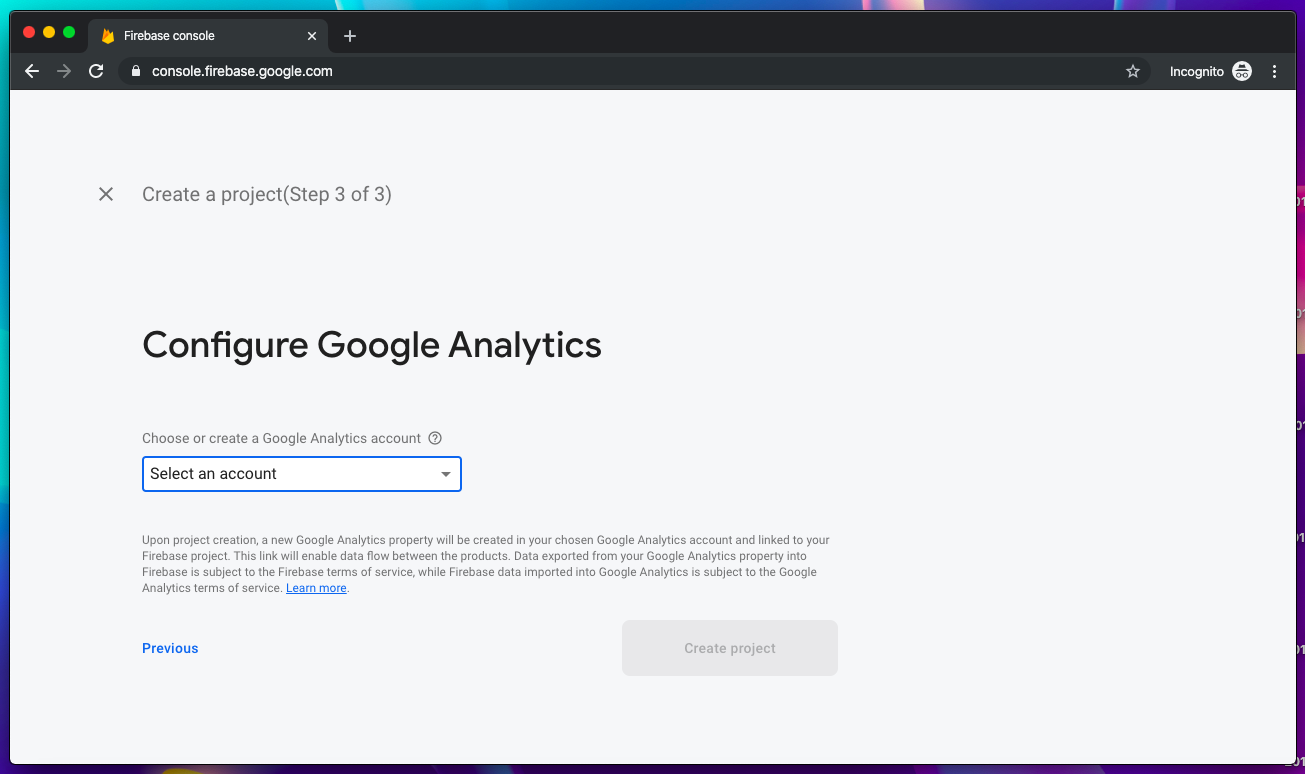 Firebase console
console.firebase.google.com
Incognito
Create a project(Step 3 of 3)
Configure Google Analytics
Choose or create a Google Analytics account
Select an account
Upon project creation, a new Google Analytics property will be created in your chosen Google Analytics account and linked to your
Firebase project. This link will enable data flow between the products. Data exported from your Google Analytics property into
Firebase is subject to the Firebase terms of service, while Firebase data imported into Google Analytics is subject to the Google
Analytics terms of service. Learn more.
Previous
Create project